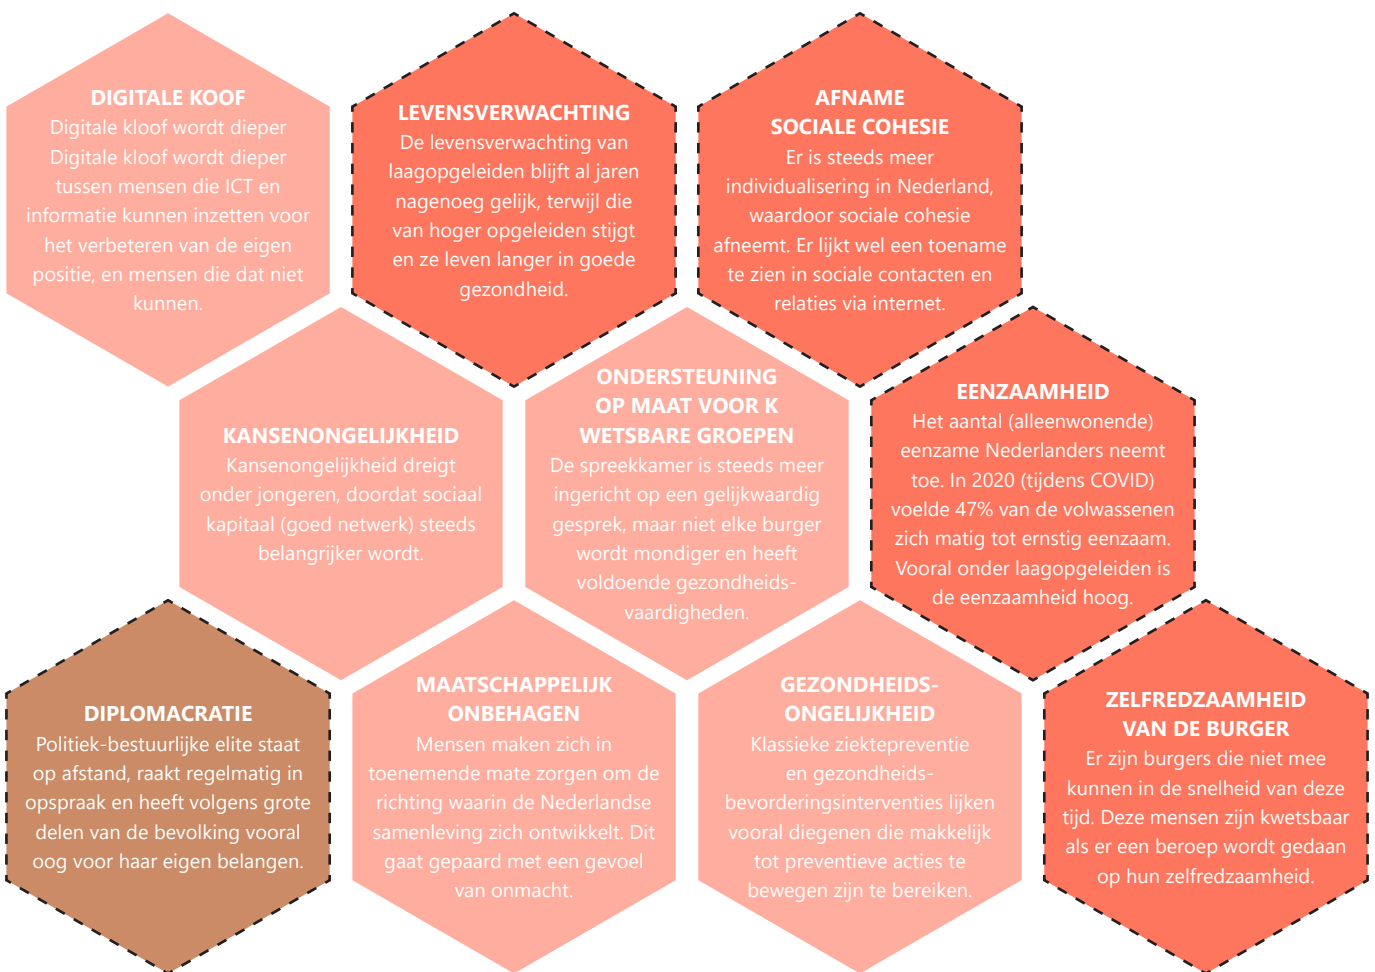 DIGITALE KOOF
Digitale kloof wordt dieper
Digitale kloof wordt dieper
tussen mensen die ICT en
informatie kunnen inzetten voor
het verbeteren van de eigen
positie, en mensen die dat niet
kunnen.
LEVENSVERWACHTING
De levensverwachting van
laagopgeleiden blijft al jaren
nagenoeg gelijk, terwijl die
van hoger opgeleiden stijgt
en ze leven langer in goede
gezondheid.
AFNAME
SOCIALE COHESIE
Er is steeds meer
individualisering in Nederland,
waardoor sociale cohesie
afneemt. Er lijkt wel een toename
te zien in sociale contacten en
relaties via internet.
KANSENONGELIJKHEID
Kansenongelijkheid dreigt
onder jongeren, doordat sociaal
kapitaal (goed netwerk) steeds
belangrijker wordt.
ONDERSTEUNING
OP MAAT VOOR K
WETSBARE GROEPEN
De spreekkamer is steeds meer
ingericht op een gelijkwaardig
gesprek, maar niet elke burger
wordt mondiger en heeft
voldoende gezondheids-
vaardigheden.
EENZAAMHEID
Het aantal (alleenwonende)
eenzame Nederlanders neemt
toe. In 2020 (tijdens COVID)
voelde 47% van de volwassenen
zich matig tot ernstig eenzaam.
Vooral onder laagopgeleiden is
de eenzaamheid hoog.
DIPLOMACRATIE
Politiek-bestuurlijke elite staat
op afstand, raakt regelmatig in
opspraak en heeft volgens grote
delen van de bevolking vooral
oog voor haar eigen belangen.
MAATSCHAPPELIJK
ONBEHAGEN
Mensen maken zich in
toenemende mate zorgen om de
richting waarin de Nederlandse
samenleving zich ontwikkelt. Dit
gaat gepaard met een gevoel
van onmacht.
GEZONDHEIDS-
ONGELIJKHEID
Klassieke ziektepreventie
en gezondheids-
bevorderingsinterventies lijken
vooral diegenen die makkelijk
tot preventieve acties te
bewegen zijn te bereiken.
ZELFREDZAAMHEID
VAN DE BURGER
Er zijn burgers die niet mee
kunnen in de snelheid van deze
tijd. Deze mensen zijn kwetsbaar
als er een beroep wordt gedaan
op hun zelfredzaamheid.